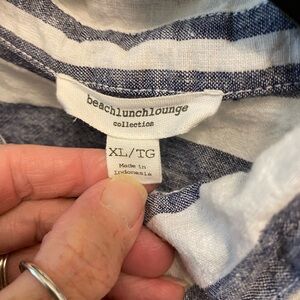 beachlunchlounge
collection
XL/TG
Made in
Indonesia